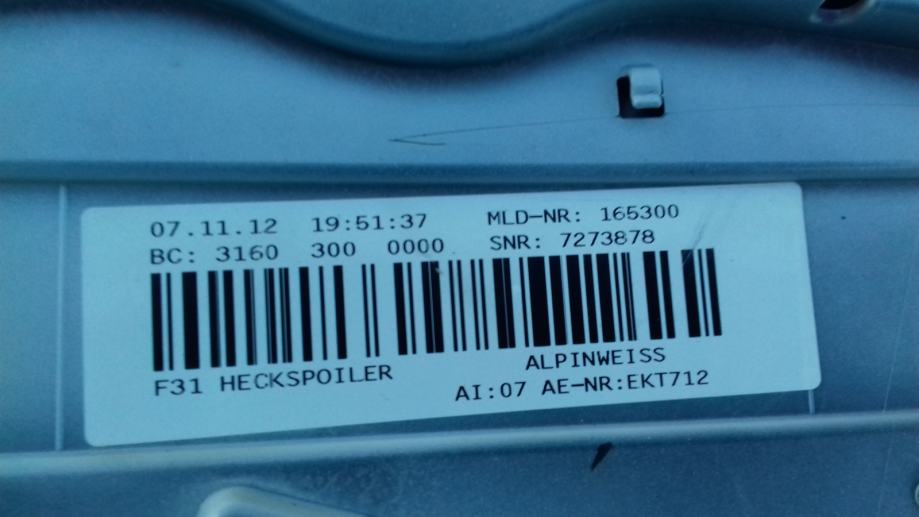 07.11.12 19:51:37 MLD-NR: 165300
BC: 3160 300 0000 SNR: 7273878
F31 HECKSPOILER ALPINWEISS
AI:07 AE-NR:EKT712